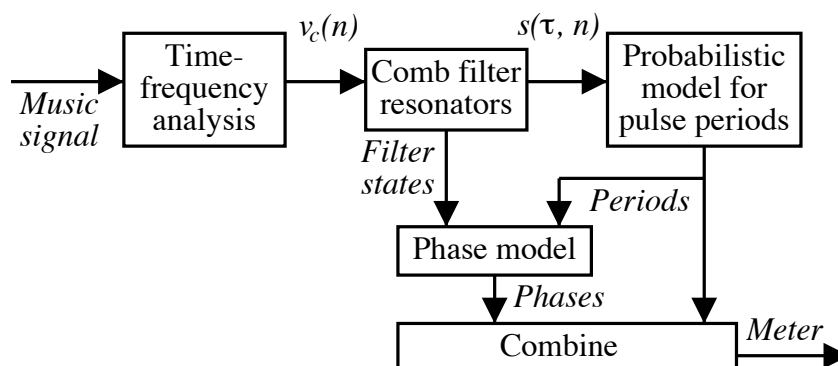 v_c(n)
s(τ, n)
Music
signal
Time-
frequency
analysis
Comb filter
resonators
Probabilistic
model for
pulse periods
Filter
states
Periods
Phase model
Phases
Combine
Meter